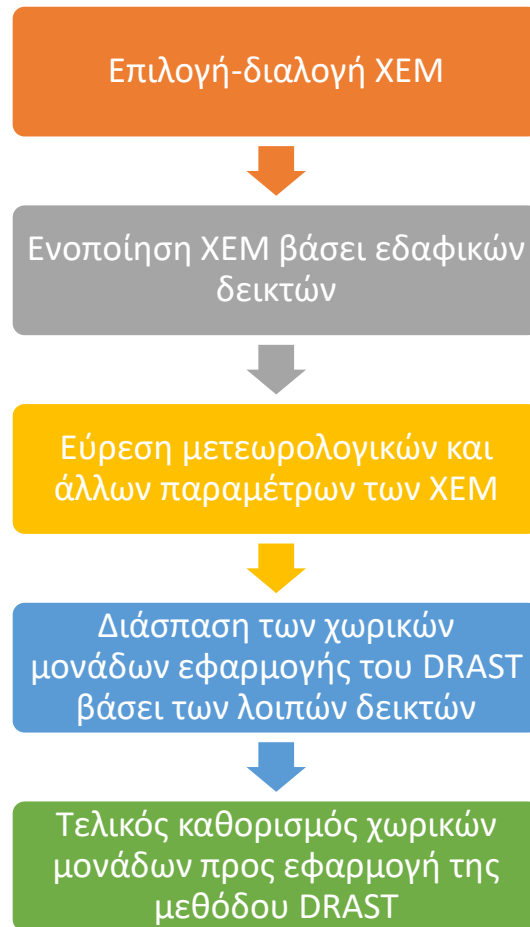 Επιλογή-διαλογή ΧΕΜ
Ενοποίηση ΧΕΜ βάσει εδαφικών
δεικτών
Εύρεση μετεωρολογικών και
άλλων παραμέτρων των ΧΕΜ
Διάσπαση των χωρικών
μονάδων εφαρμογής του DRAST
βάσει των λοιπών δεικτών
Τελικός καθορισμός χωρικών
μονάδων προς εφαρμογή της
μεθόδου DRAST